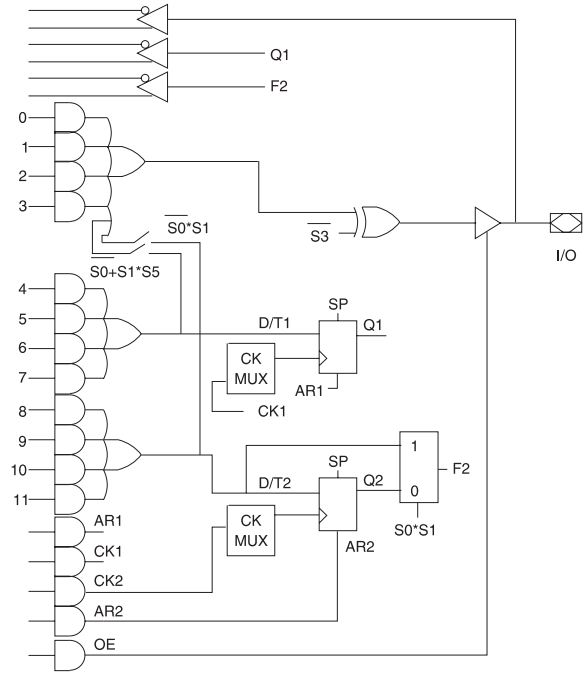 Q1
F2
0
1
2
3
S0*S1
S3
I/O
S0+S1*S5
4
5
6
7
SP
D/T1
Q1
CK
MUX
AR1
CK1
8
9
10
11
1
F2
SP
D/T2
Q2
0
CK
MUX
S0*S1
AR2
AR1
CK1
CK2
AR2
OE